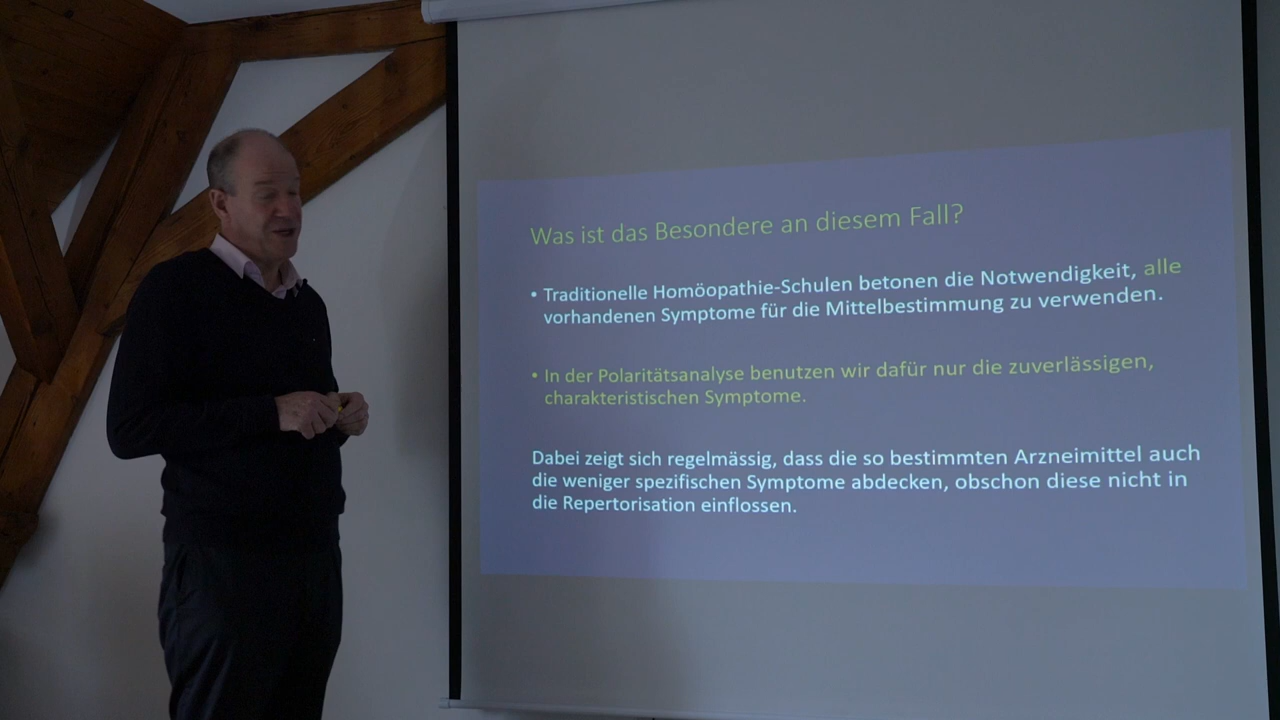 Was ist das Besondere an diesem Fall?
• Traditionelle Homöopathie-Schulen betonen die Notwendigkeit, alle
vorhandenen Symptome für die Mittelbestimmung zu verwenden.
• In der Polaritätsanalyse benutzen wir dafür nur die zuverlässigen,
charakteristischen Symptome.
Dabei zeigt sich regelmässig, dass die so bestimmten Arzneimittel auch
die weniger spezifischen Symptome abdecken, obschon diese nicht in
die Repertorisation einflossen.